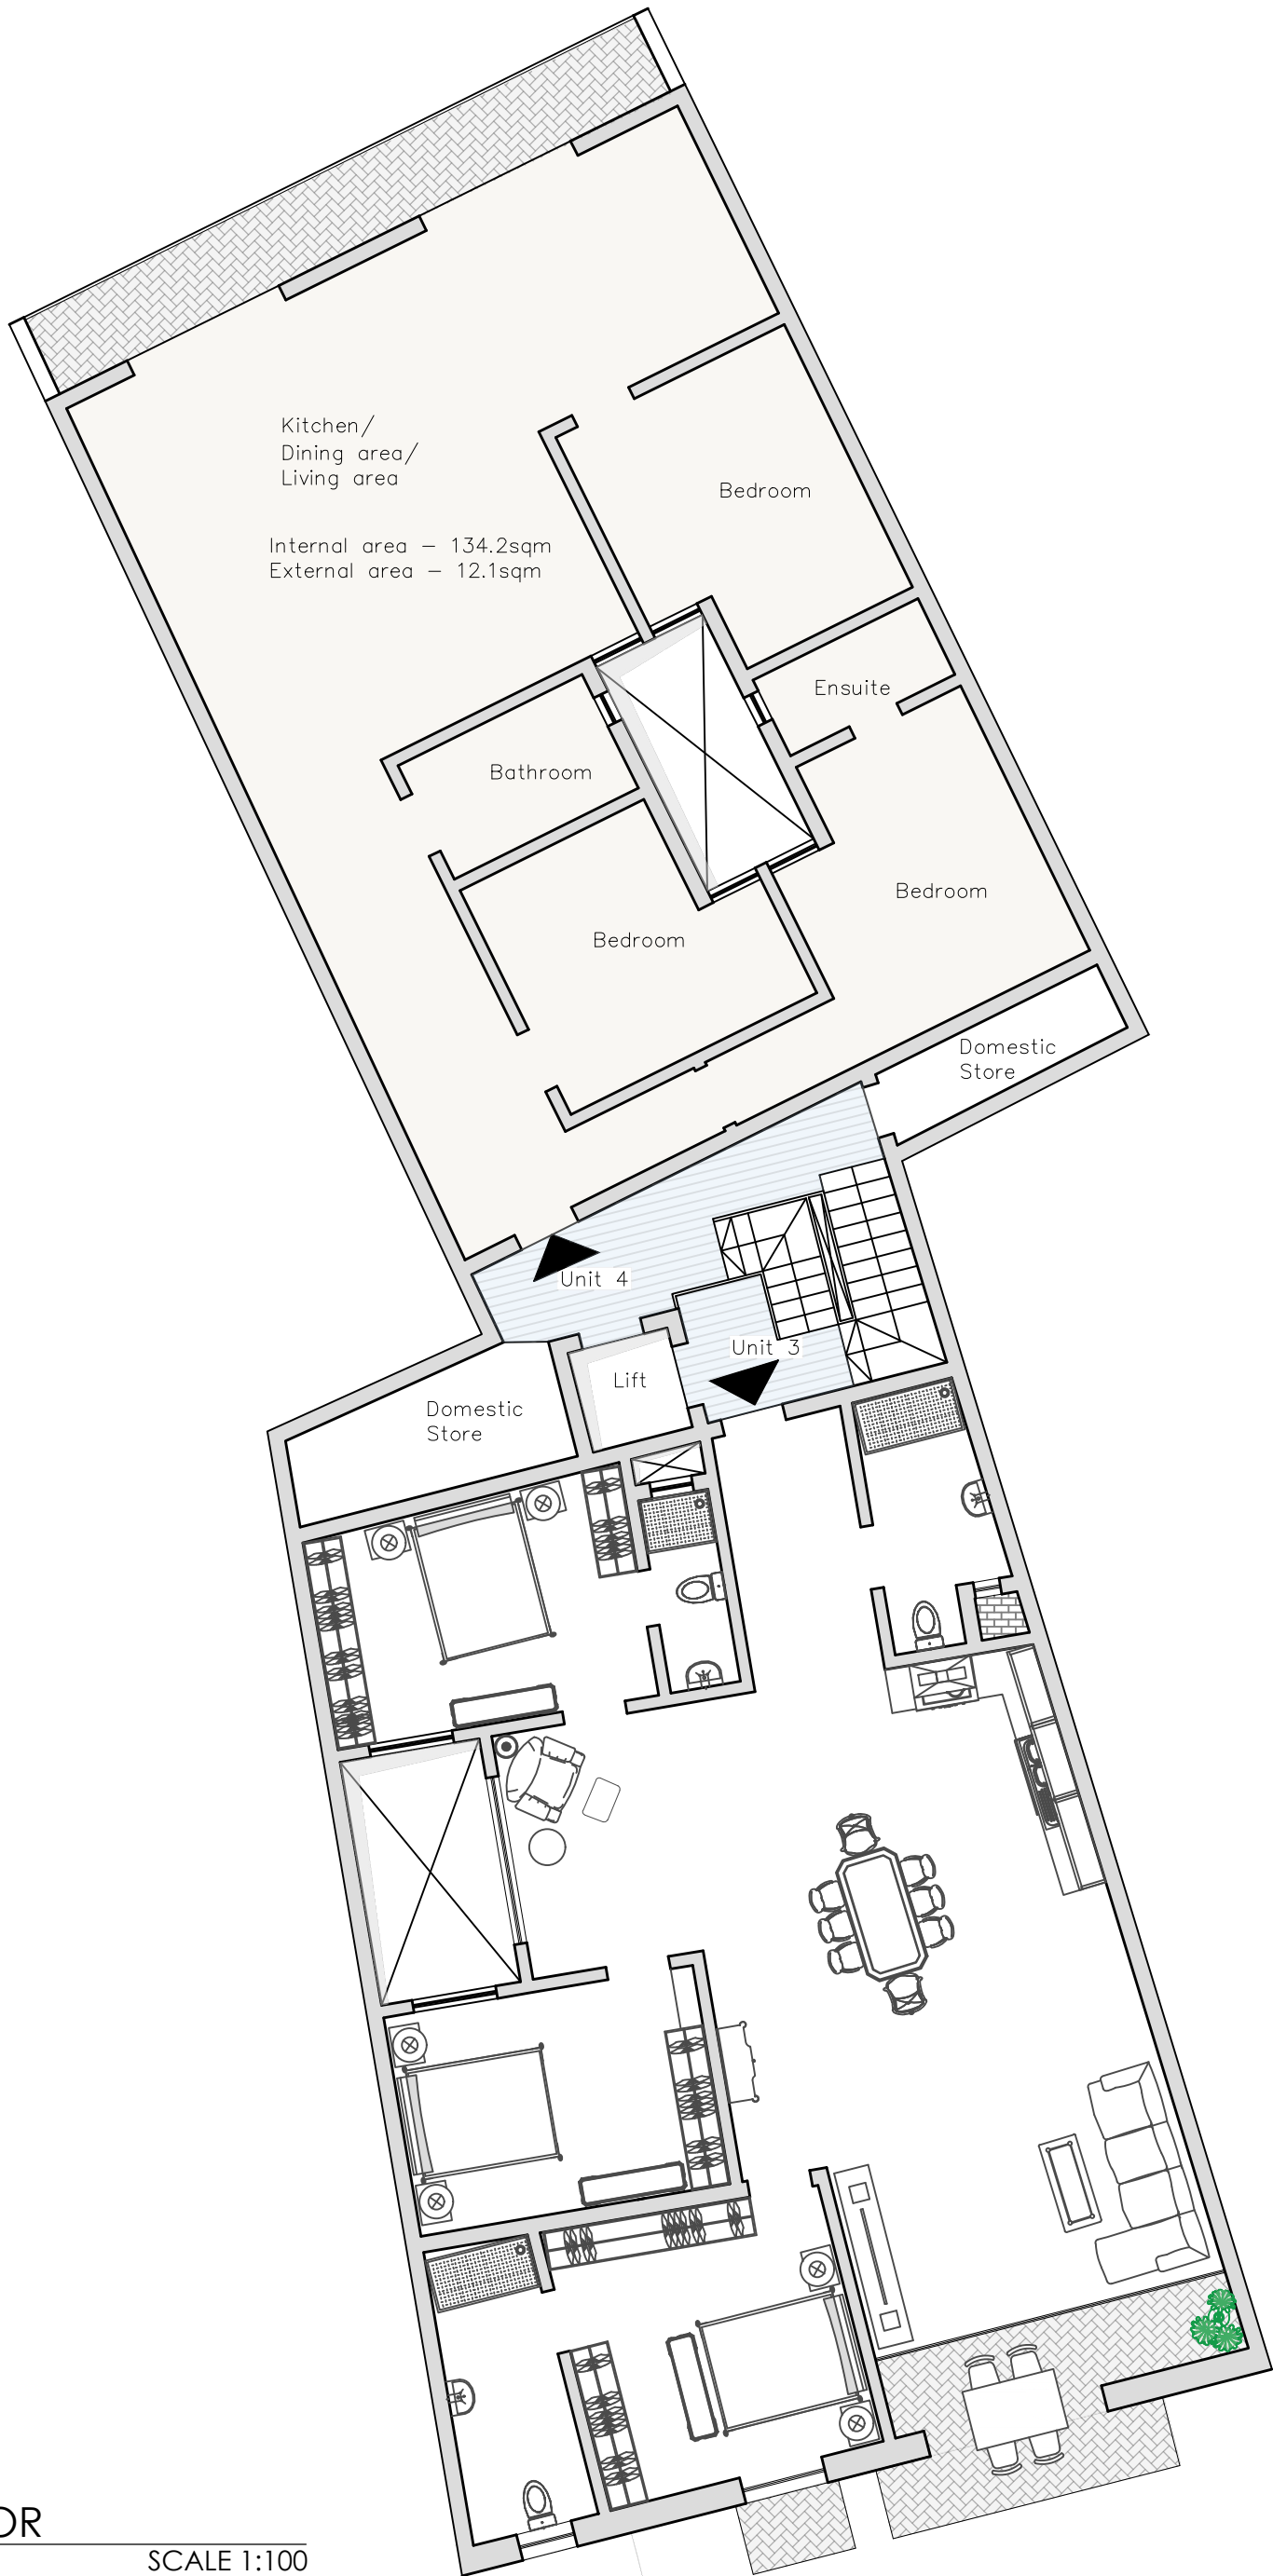 Kitchen/
Dining area/
Living area
Internal area – 134.2sqm
External area – 12.1sqm
Bedroom
Ensuite
Bathroom
Bedroom
Bedroom
Domestic
Store
Unit 4
Unit 3
Lift
Domestic
Store
OR
SCALE 1:100